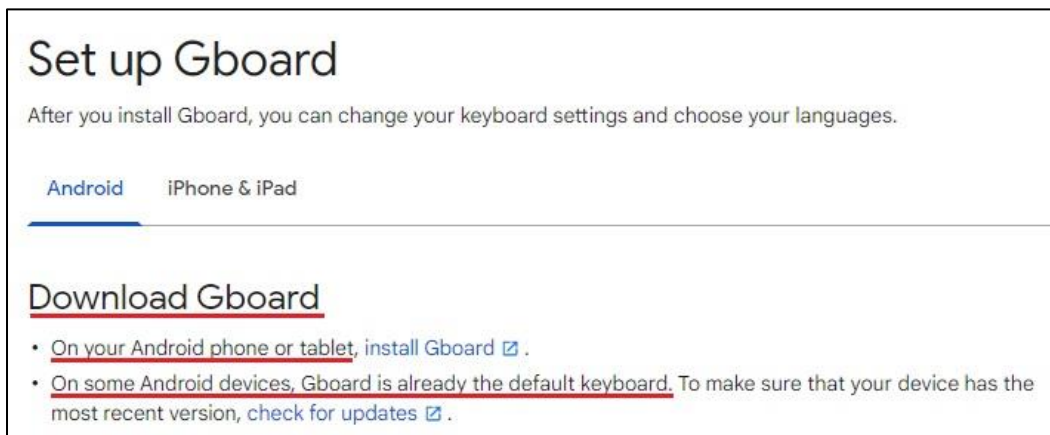 Set up Gboard
After you install Gboard, you can change your keyboard settings and choose your languages.
Android iPhone & iPad
Download Gboard
• On your Android phone or tablet, install Gboard .
• On some Android devices, Gboard is already the default keyboard. To make sure that your device has the
most recent version, check for updates .